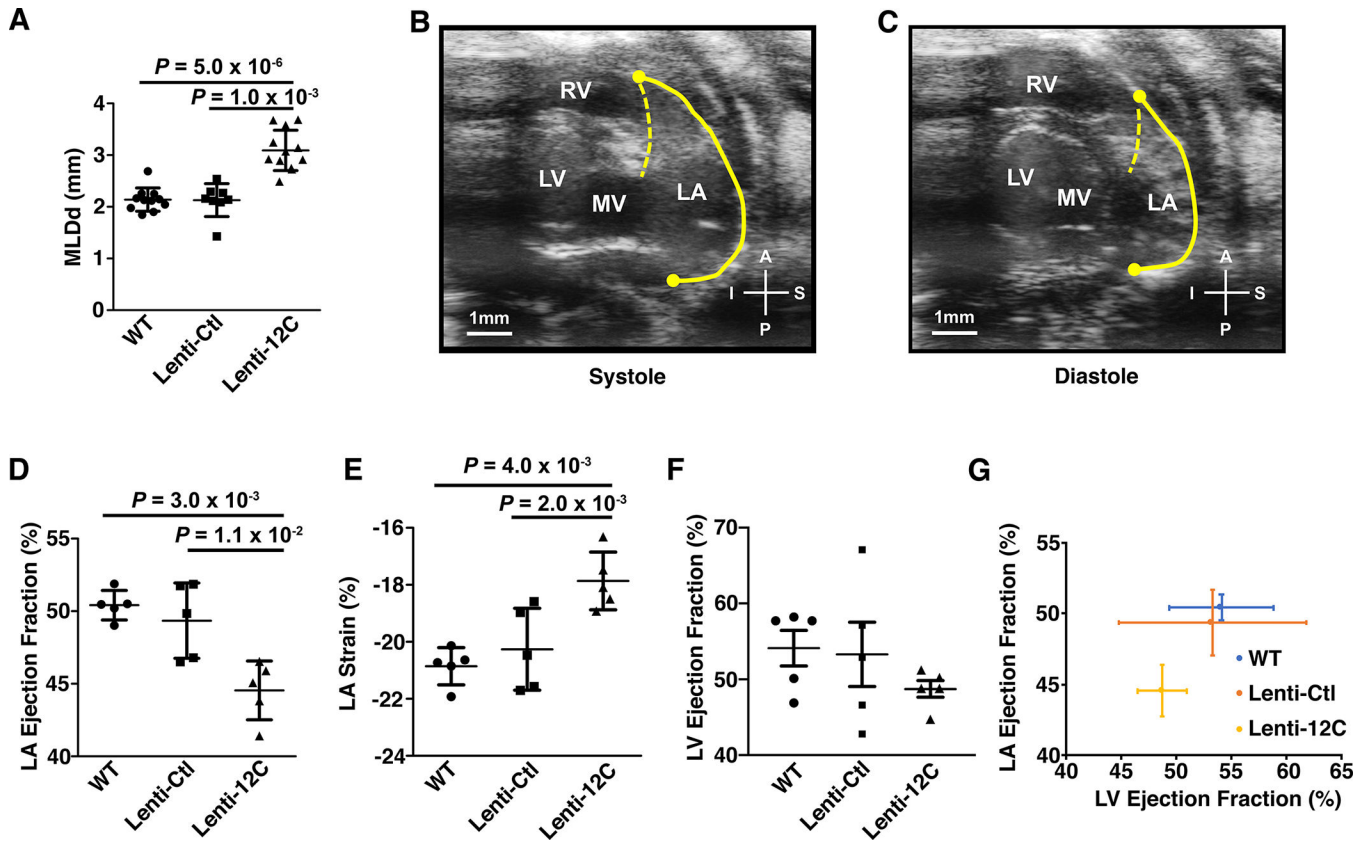 A
P = 5.0 x 10-6
P = 1.0 x 10-3
MLDd (mm)
4
3
2
1
0
WT
Lenti-Ctl
Lenti-12C
B
RV
LV
MV
LA
A
I
S
P
1mm
Systole
C
RV
LV
MV
LA
A
I
S
P
1mm
Diastole
D
P = 3.0 x 10-3
P = 1.1 x 10-2
LA Ejection Fraction (%)
55
50
45
40
WT
Lenti-Ctl
Lenti-12C
E
P = 4.0 x 10-3
P = 2.0 x 10-3
LA Strain (%)
-16
-18
-20
-22
-24
WT
Lenti-Ctl
Lenti-12C
F
LV Ejection Fraction (%)
70
60
50
40
WT
Lenti-Ctl
Lenti-12C
G
LA Ejection Fraction (%)
55
50
45
40
WT
Lenti-Ctl
Lenti-12C
40 45 50 55 60 65
LV Ejection Fraction (%)